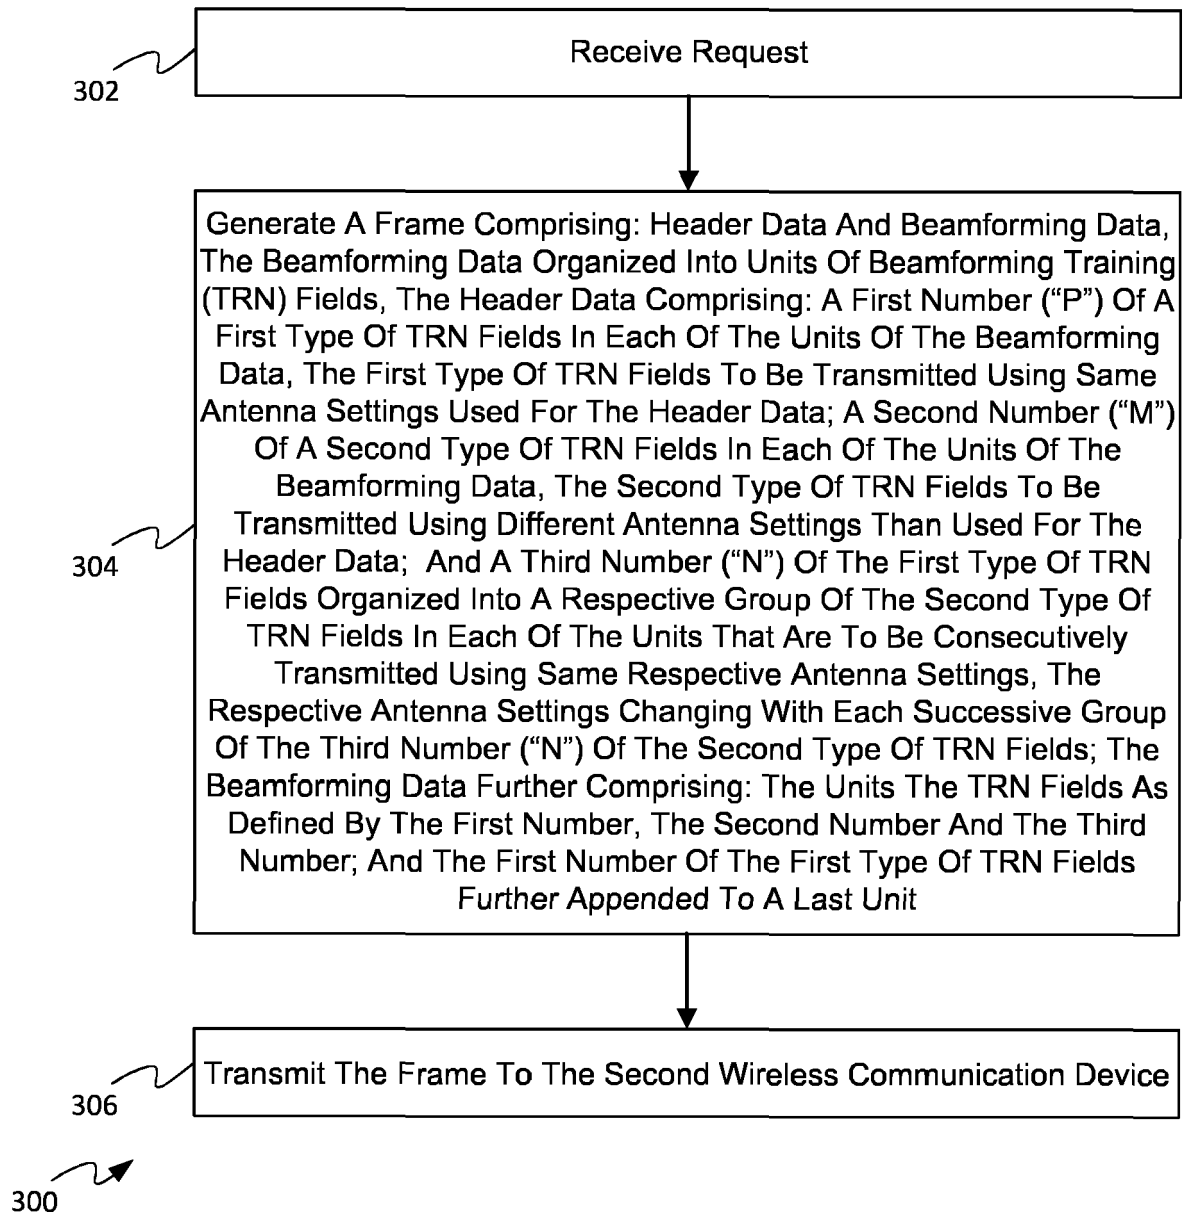 Receive Request
302
Generate A Frame Comprising: Header Data And Beamforming Data,
The Beamforming Data Organized Into Units Of Beamforming Training
(TRN) Fields, The Header Data Comprising: A First Number (“P”) Of A
First Type Of TRN Fields In Each Of The Units Of The Beamforming
Data, The First Type Of TRN Fields To Be Transmitted Using Same
Antenna Settings Used For The Header Data; A Second Number (“M”)
Of A Second Type Of TRN Fields In Each Of The Units Of The
Beamforming Data, The Second Type Of TRN Fields To Be
Transmitted Using Different Antenna Settings Than Used For The
Header Data; And A Third Number (“N”) Of The First Type Of TRN
Fields Organized Into A Respective Group Of The Second Type Of
TRN Fields In Each Of The Units That Are To Be Consecutively
Transmitted Using Same Respective Antenna Settings, The
Respective Antenna Settings Changing With Each Successive Group
Of The Third Number (“N”) Of The Second Type Of TRN Fields; The
Beamforming Data Further Comprising: The Units The TRN Fields As
Defined By The First Number, The Second Number And The Third
Number; And The First Number Of The First Type Of TRN Fields
Further Appended To A Last Unit
304
Transmit The Frame To The Second Wireless Communication Device
306
300